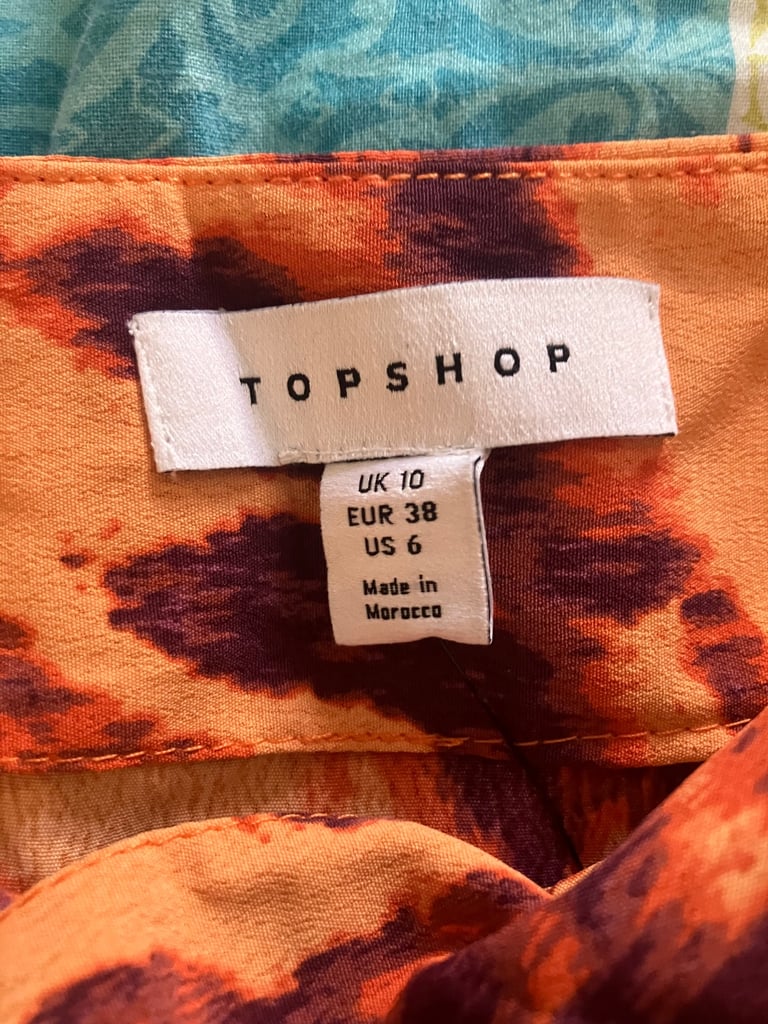 TOPSHOP
UK 10
EUR 38
US 6
Made in
Morocco